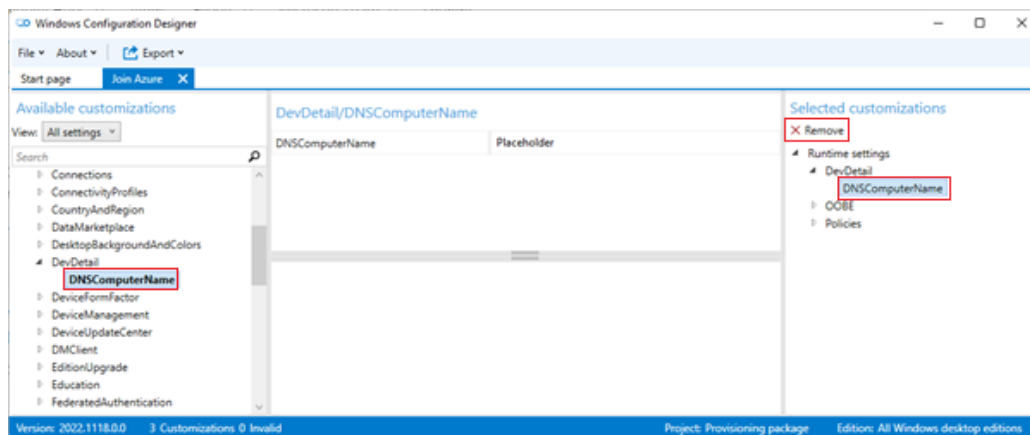 Windows Configuration Designer
File About Export
Start page Join Azure X
Available customizations
View: All settings
Search
Connections
ConnectivityProfiles
CountryAndRegion
DataMarketplace
DesktopBackgroundAndColors
DevDetail
DNSComputerName
DeviceFormFactor
DeviceManagement
DeviceUpdateCenter
DMClient
EditionUpgrade
Education
FederatedAuthentication
DevDetail/DNSComputerName
DNSComputerName Placeholder
Selected customizations
Remove
Runtime settings
DevDetail
DNSComputerName
OOBE
Policies
Version: 2022.1118.0.0 3 Customizations 0 Invalid Project: Provisioning package Edition: All Windows desktop editions